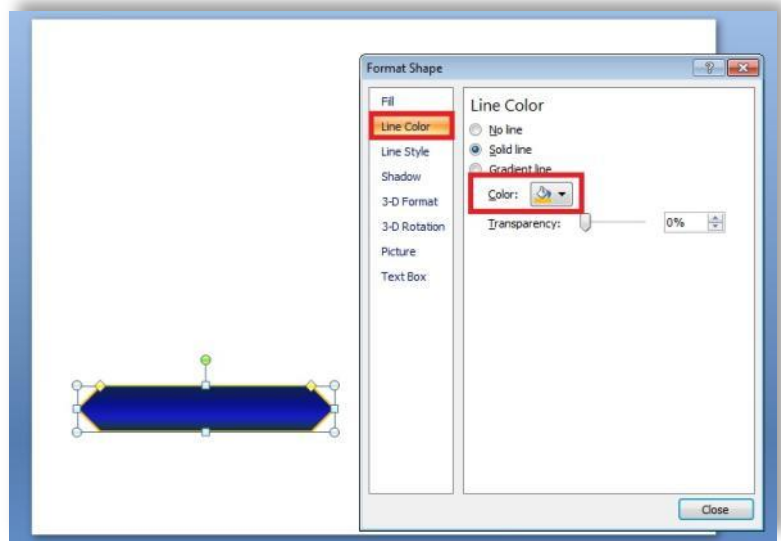 Format Shape
Fill
Line Color
Line Style
Shadow
3-D Format
3-D Rotation
Picture
Text Box
Line Color
No line
Solid line
Gradient line
Color:
Transparency: 0%
Close